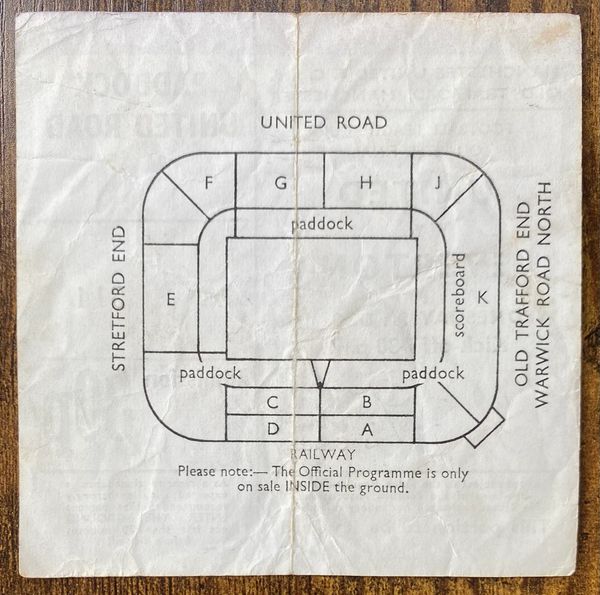 UNITED ROAD
F
G
H
J
paddock
STRETFORD END
E
scoreboard
K
OLD TRAFFORD END
WARWICK ROAD NORTH
paddock
paddock
C
B
D
A
RAILWAY
Please note:— The Official Programme is only
on sale INSIDE the ground.